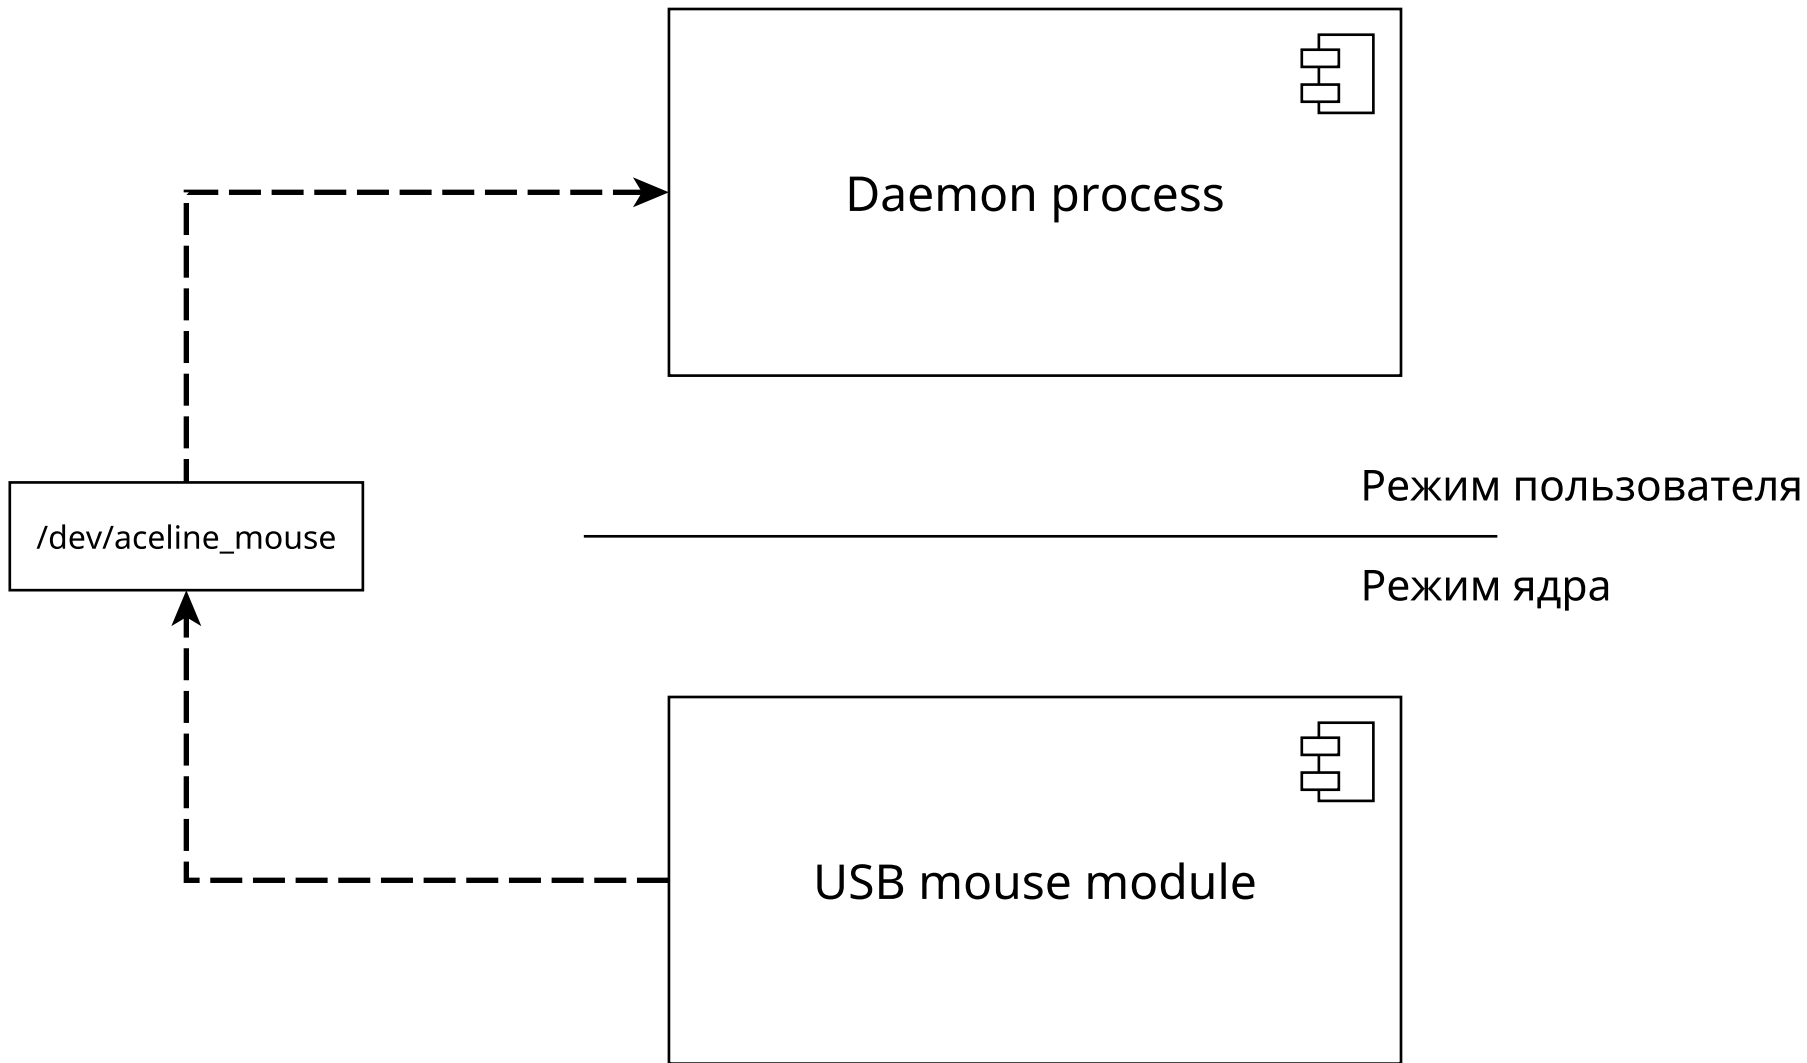 Daemon process
Режим пользователя
/dev/aceline_mouse
Режим ядра
USB mouse module